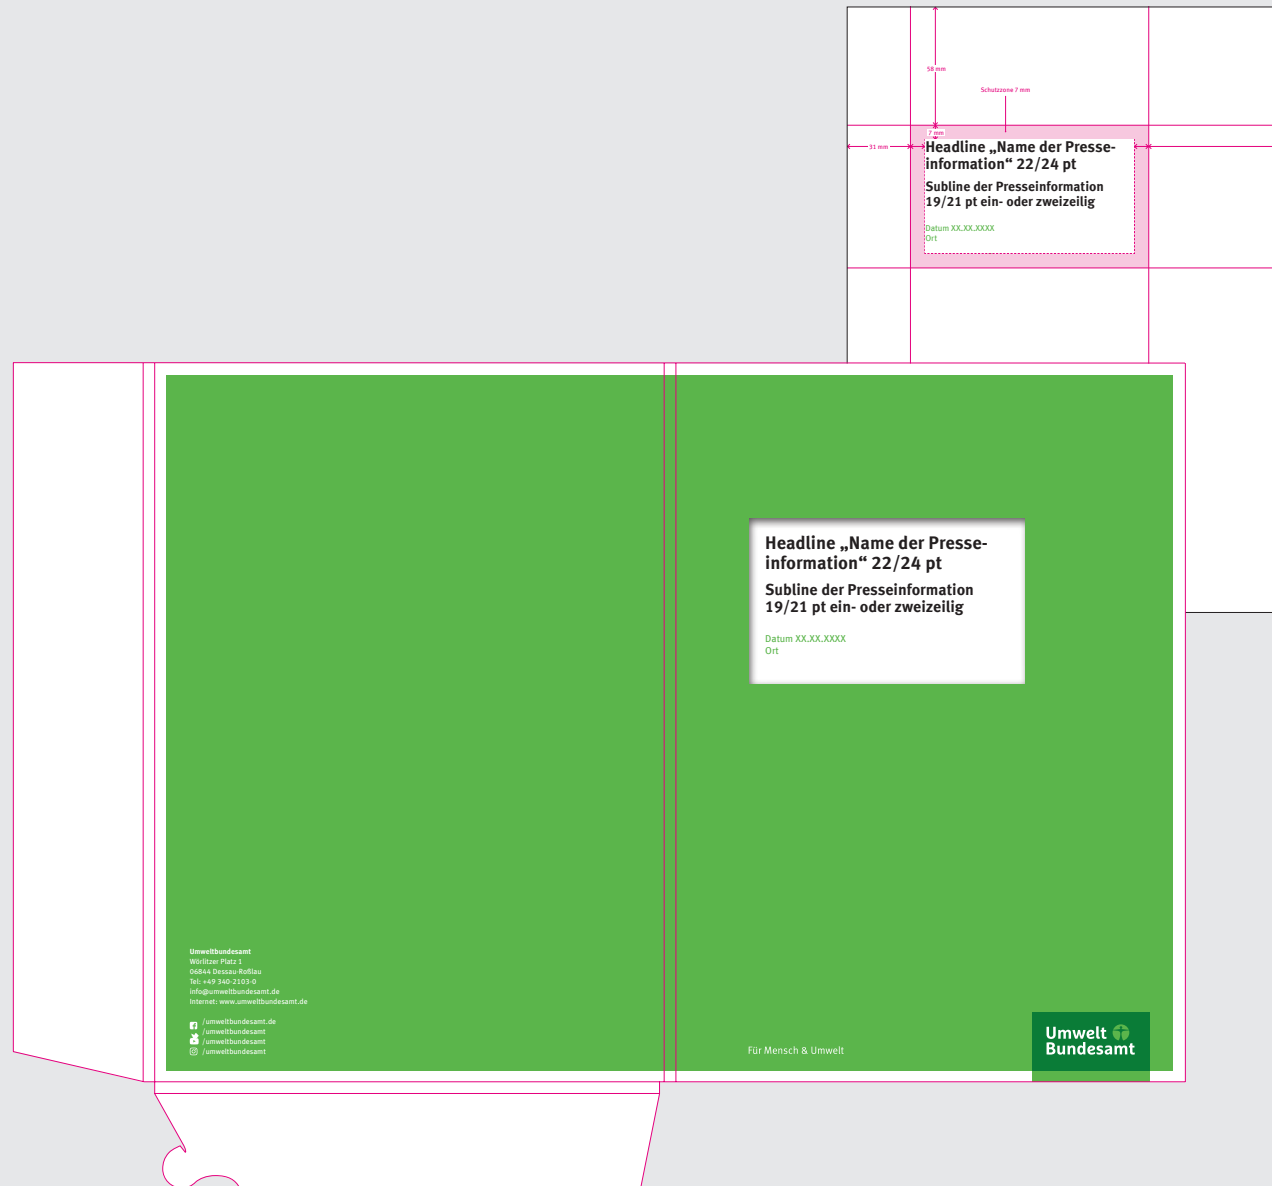 58 mm
Schutzzone 7 mm
7 mm
31 mm
Headline „Name der Presse-
information“ 22/24 pt
Subline der Presseinformation
19/21 pt ein- oder zweizeilig
Datum XX.XX.XXXX
Ort
Headline „Name der Presse-
information“ 22/24 pt
Subline der Presseinformation
19/21 pt ein- oder zweizeilig
Datum XX.XX.XXXX
Ort
Umweltbundesamt
Wörlitzer Platz 1
06844 Dessau-Roßlau
Tel: +49 340-2103-0
info@umweltbundesamt.de
Internet: www.umweltbundesamt.de
/umweltbundesamt.de
/umweltbundesamt
/umweltbundesamt
/umweltbundesamt
Für Mensch & Umwelt
Umwelt
Bundesamt